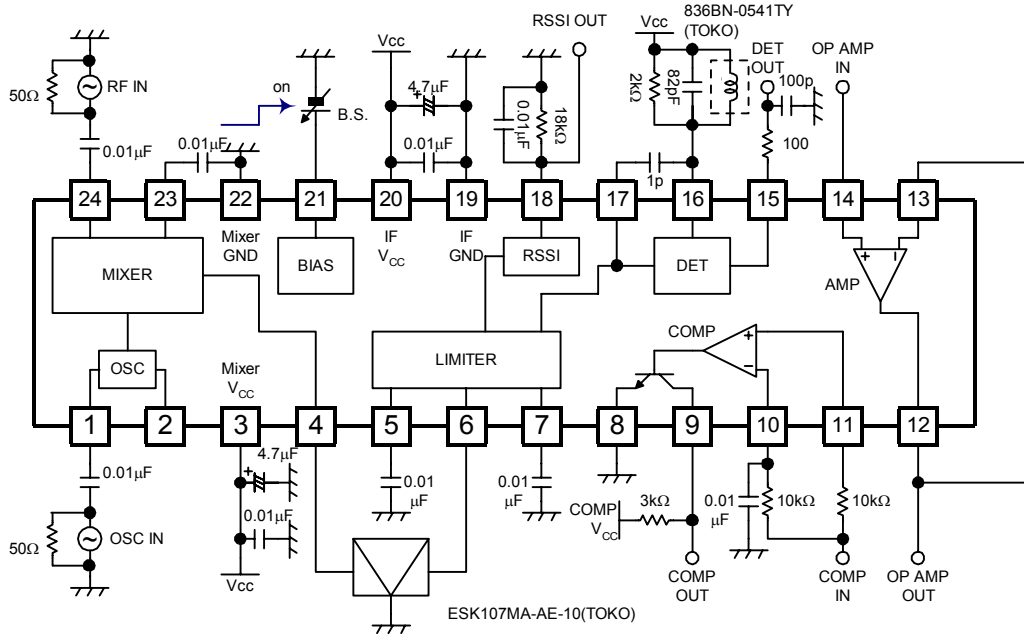 836BN-0541TY
(TOKO)
RSSI OUT
Vcc
DET
OUT
OP AMP
IN
Vcc
50Ω
RF IN
on
B.S.
4.7μF
+
0.01μF
18kΩ
2kΩ
82pF
100p
100
0.01μF
0.01μF
0.01μF
1p
24
23
22
21
20
19
18
17
16
15
14
13
Mixer
GND
IF
VCC
IF
GND
MIXER
BIAS
RSSI
DET
+
−
AMP
OSC
Mixer
VCC
LIMITER
COMP
+
−
1
2
3
4
5
6
7
8
9
10
11
12
0.01μF
4.7μF
+
0.01
μF
0.01
μF
0.01μF
COMP
VCC
3kΩ
0.01
μF
10kΩ
10kΩ
50Ω
OSC IN
Vcc
COMP
OUT
COMP
IN
OP AMP
OUT
ESK107MA-AE-10(TOKO)